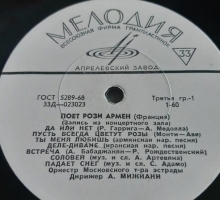 МЕЛОДИЯ
ВСЕСОЮЗНАЯ ФИРМА ГРАМПЛАСТИНОК
33
АПРЕЛЕВСКИЙ ЗАВОД
ГОСТ 5289-68 Третья гр.-1
33Д—023023 1-60
ПОЕТ РОЗИ АРМЕН (Франция)
(Запись из концертного зала)
ДА ИЛИ НЕТ (Р. Гаррига—А. Медолла)
ПУСТЬ ВСЕГДА ЦВЕТУТ РОЗЫ (Монти—Аве)
ТЫ МЕНЯ ЛЮБИШЬ (армянская нар. песня)
ДЕЛЕ-ДИВАНЕ (иранская нар. песня)
ВСТРЕЧА (А. Бабаджанян—Р. Рождественский)
СОЛОВЕЙ (муз. и сл. А. Артевяна)
ПАДАЕТ СНЕГ (муз. и сл. С. Адамо)
Оркестр Московского т-ра эстрады
Дирижер А. МИЖИАНИ